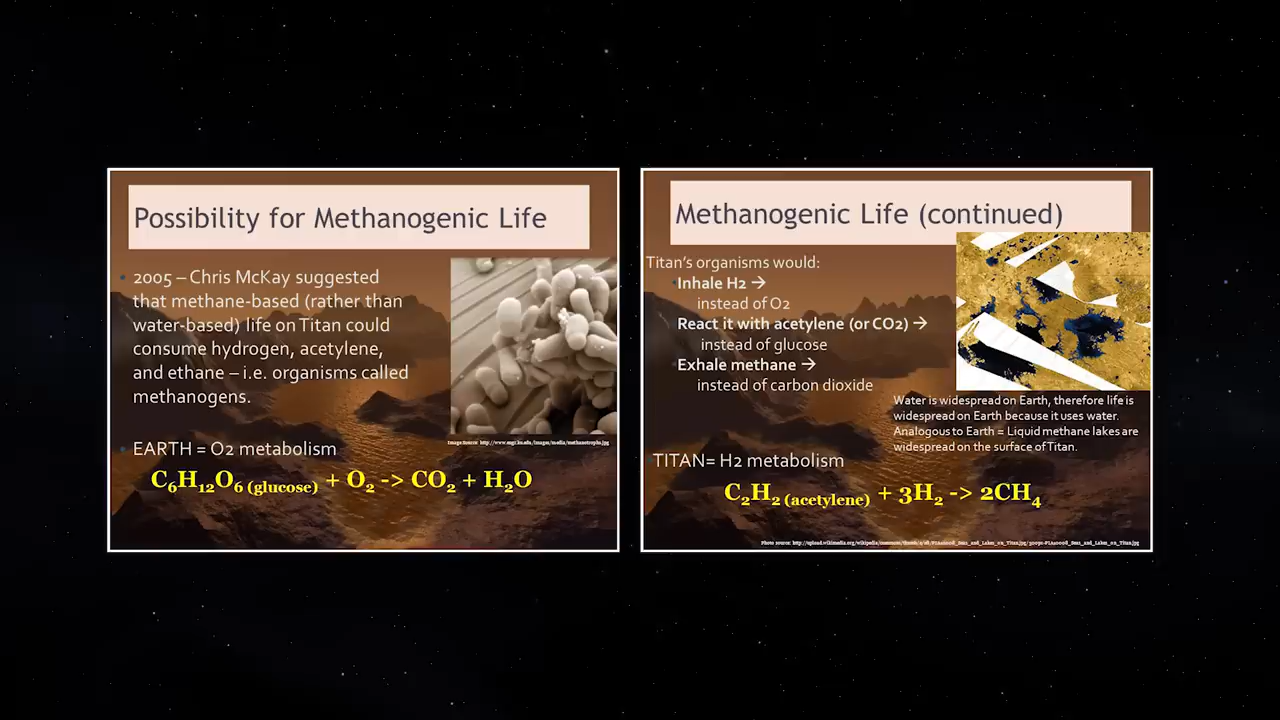 Possibility for Methanogenic Life
• 2005 – Chris McKay suggested
that methane-based (rather than
water-based) life on Titan could
consume hydrogen, acetylene,
and ethane – i.e. organisms called
methanogens.
• EARTH = O2 metabolism
C₆H₁₂O₆ (glucose) + O₂ -> CO₂ + H₂O
Methanogenic Life (continued)
Titan's organisms would:
Inhale H2 →
instead of O2
React it with acetylene (or CO2) →
instead of glucose
Exhale methane →
instead of carbon dioxide
Water is widespread on Earth, therefore life is
widespread on Earth because it uses water.
Analogous to Earth = Liquid methane lakes are
widespread on the surface of Titan.
TITAN= H2 metabolism
C₂H₂ (acetylene) + 3H₂ -> 2CH₄